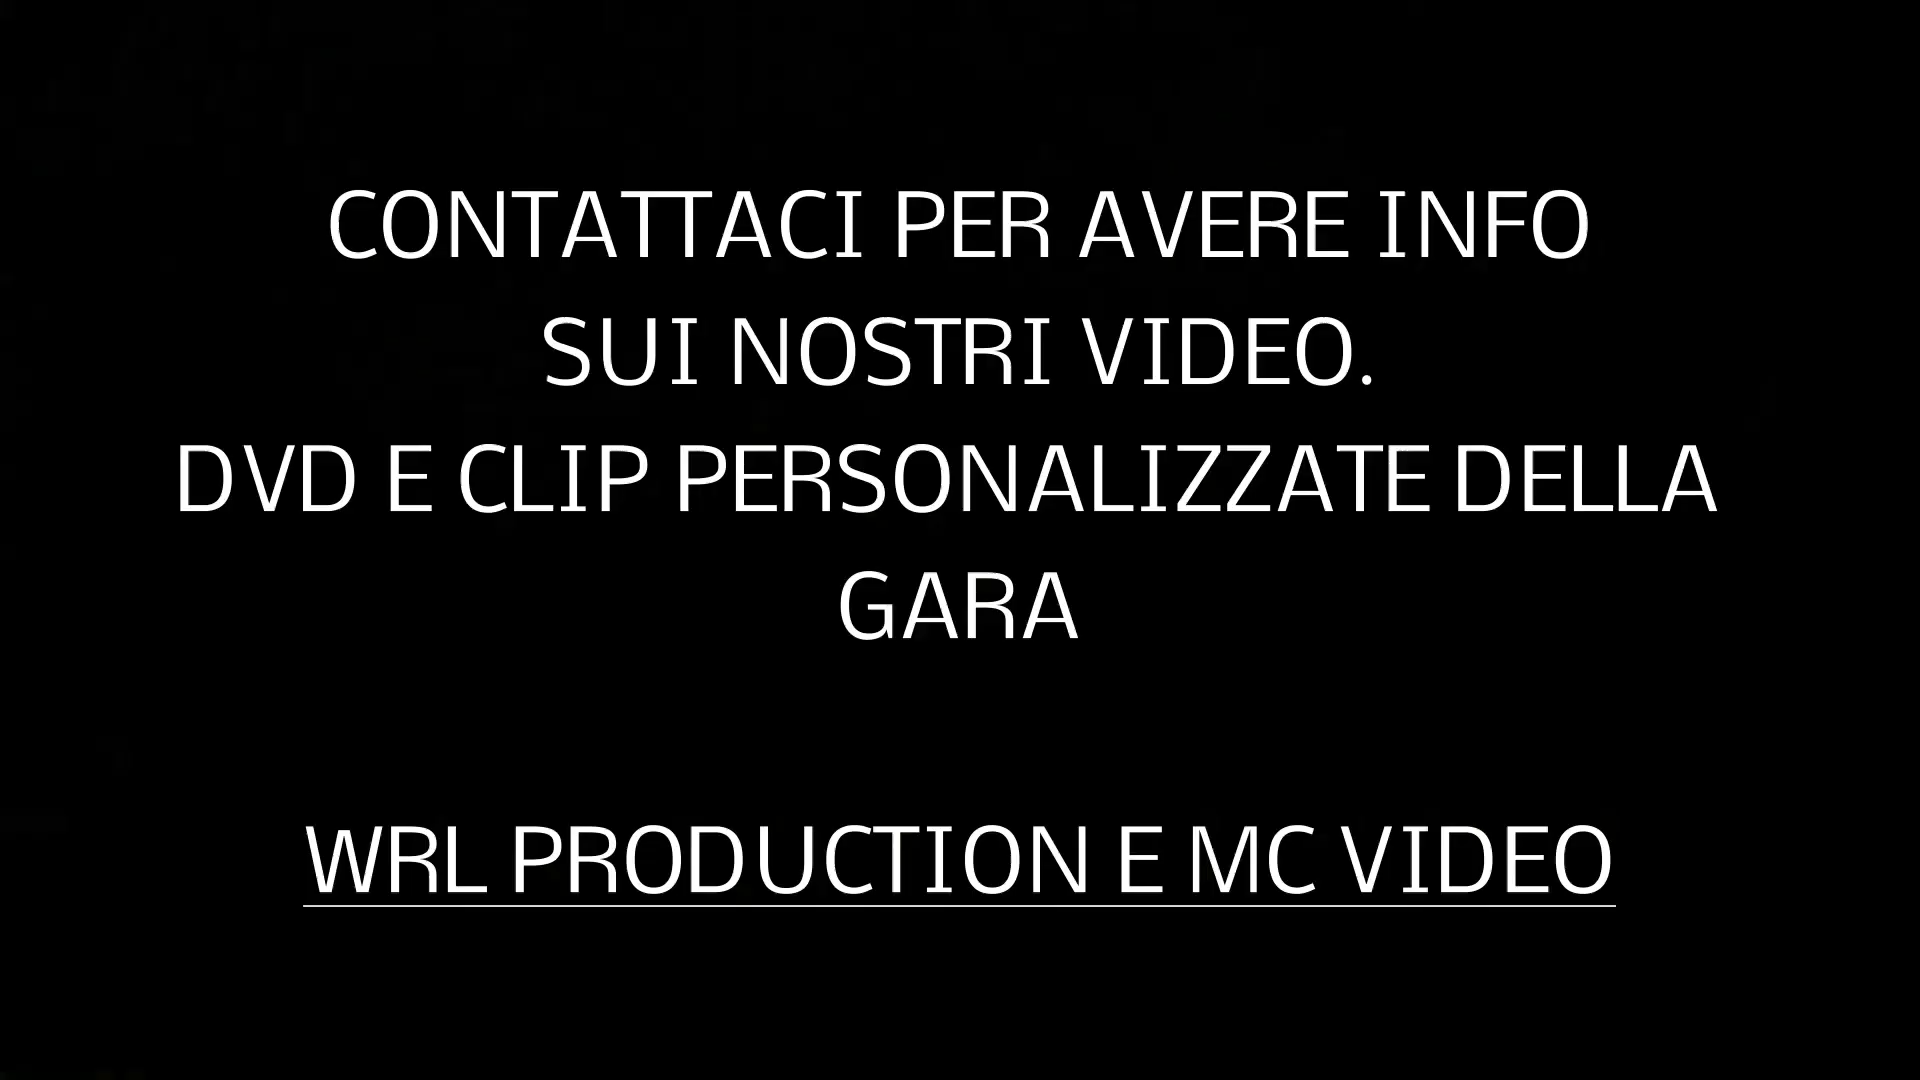 CONTATTACI PER AVERE INFO
SUI NOSTRI VIDEO.
DVD E CLIP PERSONALIZZATE DELLA
GARA
WRL PRODUCTION E MC VIDEO